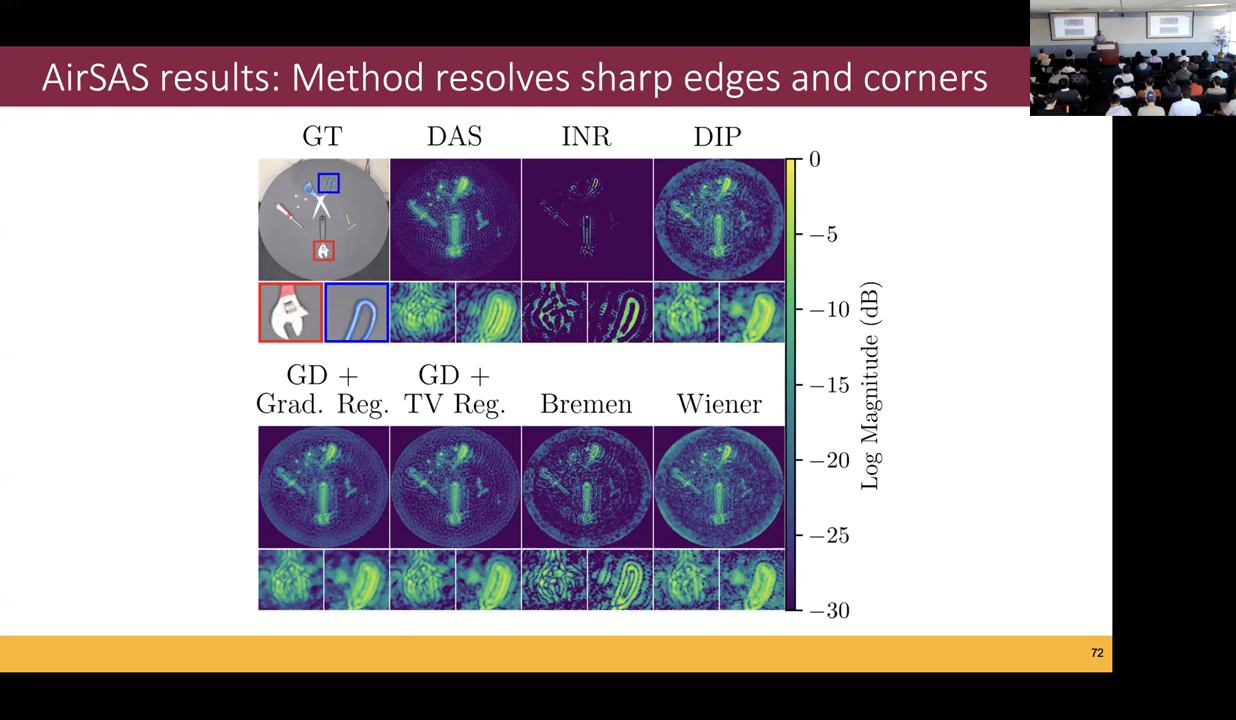 AirSAS results: Method resolves sharp edges and corners
GT
DAS
INR
DIP
GD +
Grad. Reg.
GD +
TV Reg.
Bremen
Wiener
0
−5
−10
−15
−20
−25
−30
Log Magnitude (dB)
72